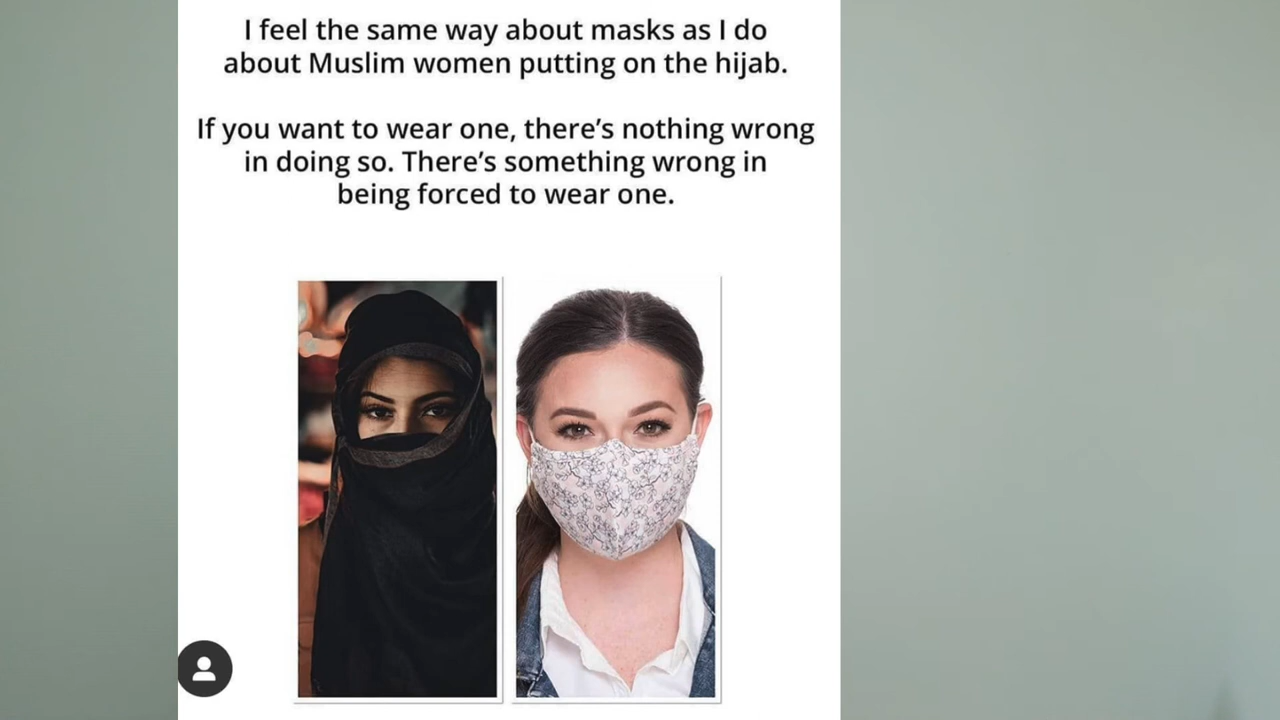 I feel the same way about masks as I do
about Muslim women putting on the hijab.
If you want to wear one, there’s nothing wrong
in doing so. There’s something wrong in
being forced to wear one.